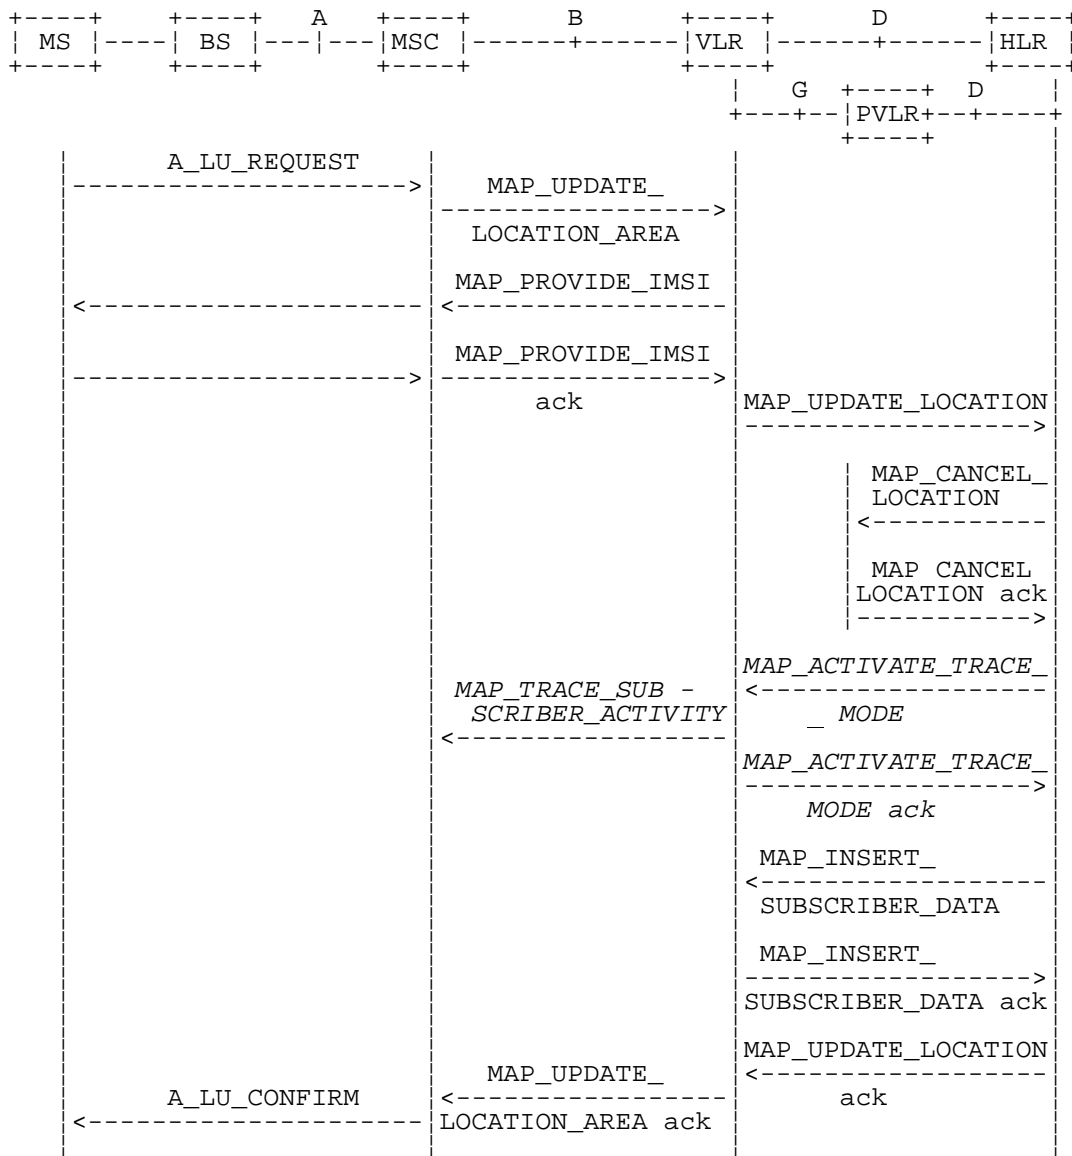 A B D
MS BS MSC VLR HLR
G D
PVLR
A_LU_REQUEST
MAP_UPDATE_
LOCATION_AREA
MAP_PROVIDE_IMSI
MAP_PROVIDE_IMSI
ack
MAP_UPDATE_LOCATION
MAP_CANCEL_
LOCATION
MAP CANCEL
LOCATION ack
MAP_ACTIVATE_TRACE_
_ MODE
MAP_TRACE_SUB -
SCRIBER_ACTIVITY
MAP_ACTIVATE_TRACE_
MODE ack
MAP_INSERT_
SUBSCRIBER_DATA
MAP_INSERT_
SUBSCRIBER_DATA ack
MAP_UPDATE_LOCATION
ack
MAP_UPDATE_
LOCATION_AREA ack
A_LU_CONFIRM